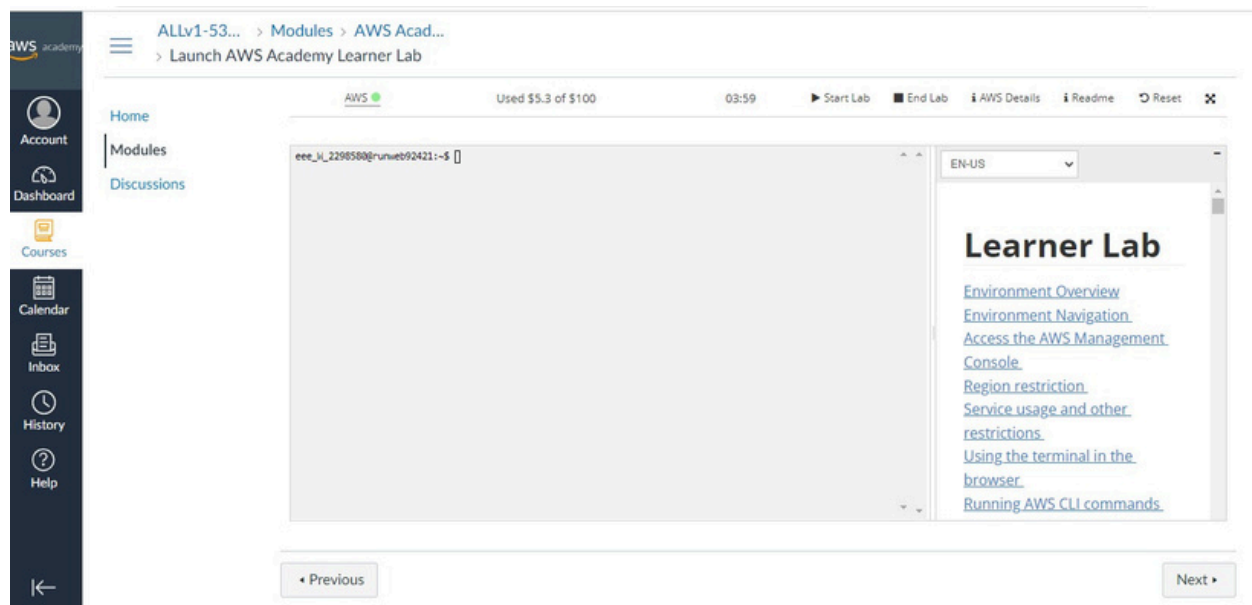 aws academy
ALLv1-53... > Modules > AWS Acad...
> Launch AWS Academy Learner Lab
Account
Dashboard
Courses
Calendar
Inbox
History
Help
Home
Modules
Discussions
AWS Used $5.3 of $100 03:59 Start Lab End Lab AWS Details Readme Reset
EN-US
Learner Lab
Environment Overview
Environment Navigation
Access the AWS Management
Console
Region restriction
Service usage and other
restrictions
Using the terminal in the
browser
Running AWS CLI commands
Previous
Next